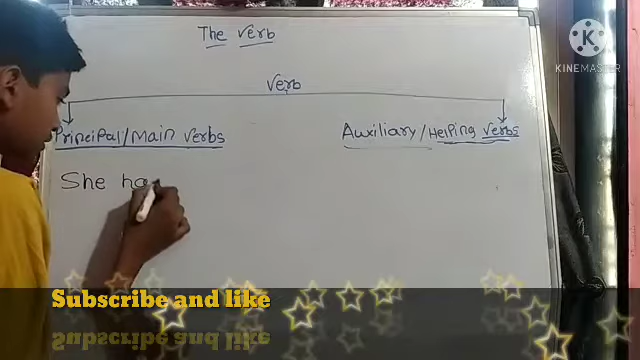 The verb
KINEMASTER
Verb
Principal/Main verbs
Auxiliary/Helping verbs
She ha
Subscribe and like